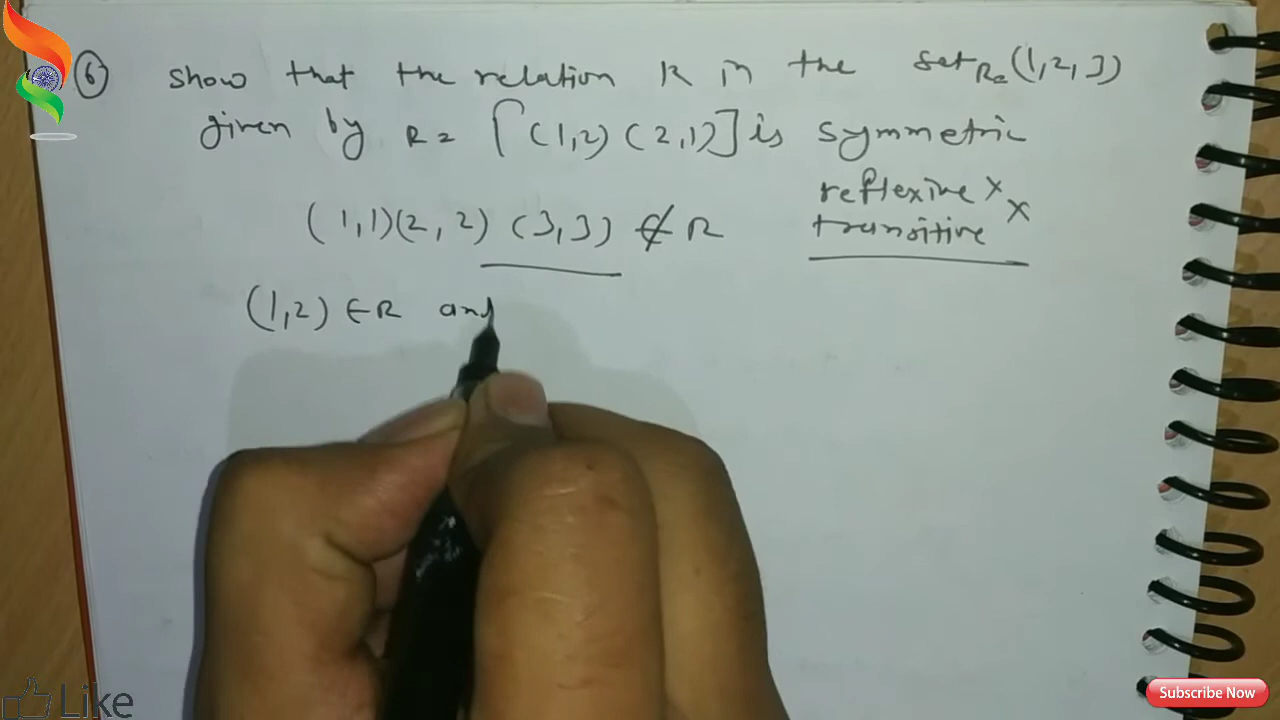 6 show that the relation R in the set R= (1,2,3)
given by R= [(1,2) (2,1)] is symmetric
reflexive x
(1,1)(2,2) (3,3) ∉ R
transitive x
(1,2) ∈ R and
Like
Subscribe Now